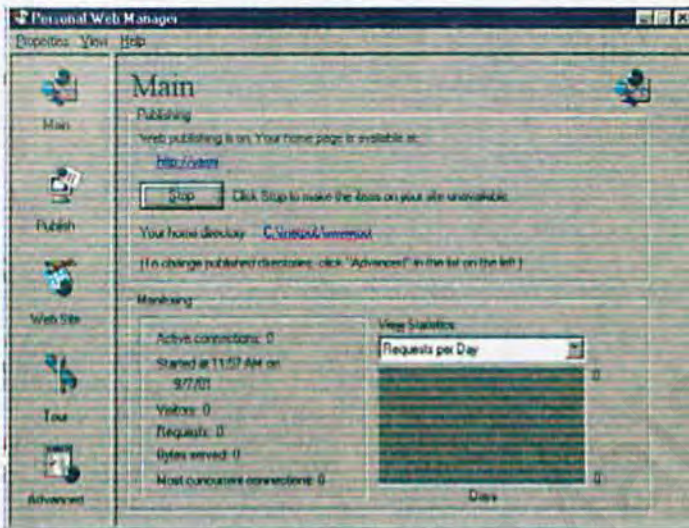 Personal Web Manager
Properties View Help
Main
Publish
Web Site
Tour
Advanced
Main
Publishing
Web publishing is on. Your home page is available at:
Stop
Click Stop to make the items on your site unavailable.
Your home directory: C:\inetpub\wwwroot
(To change published directories, click "Advanced" in the list on the left.)
Monitoring
Active connections: 0
Started at 11:57 AM on
9/7/01
Visitors: 0
Requests: 0
Bytes served: 0
Most concurrent connections: 0
View Statistics
Requests per Day
0
0
Days